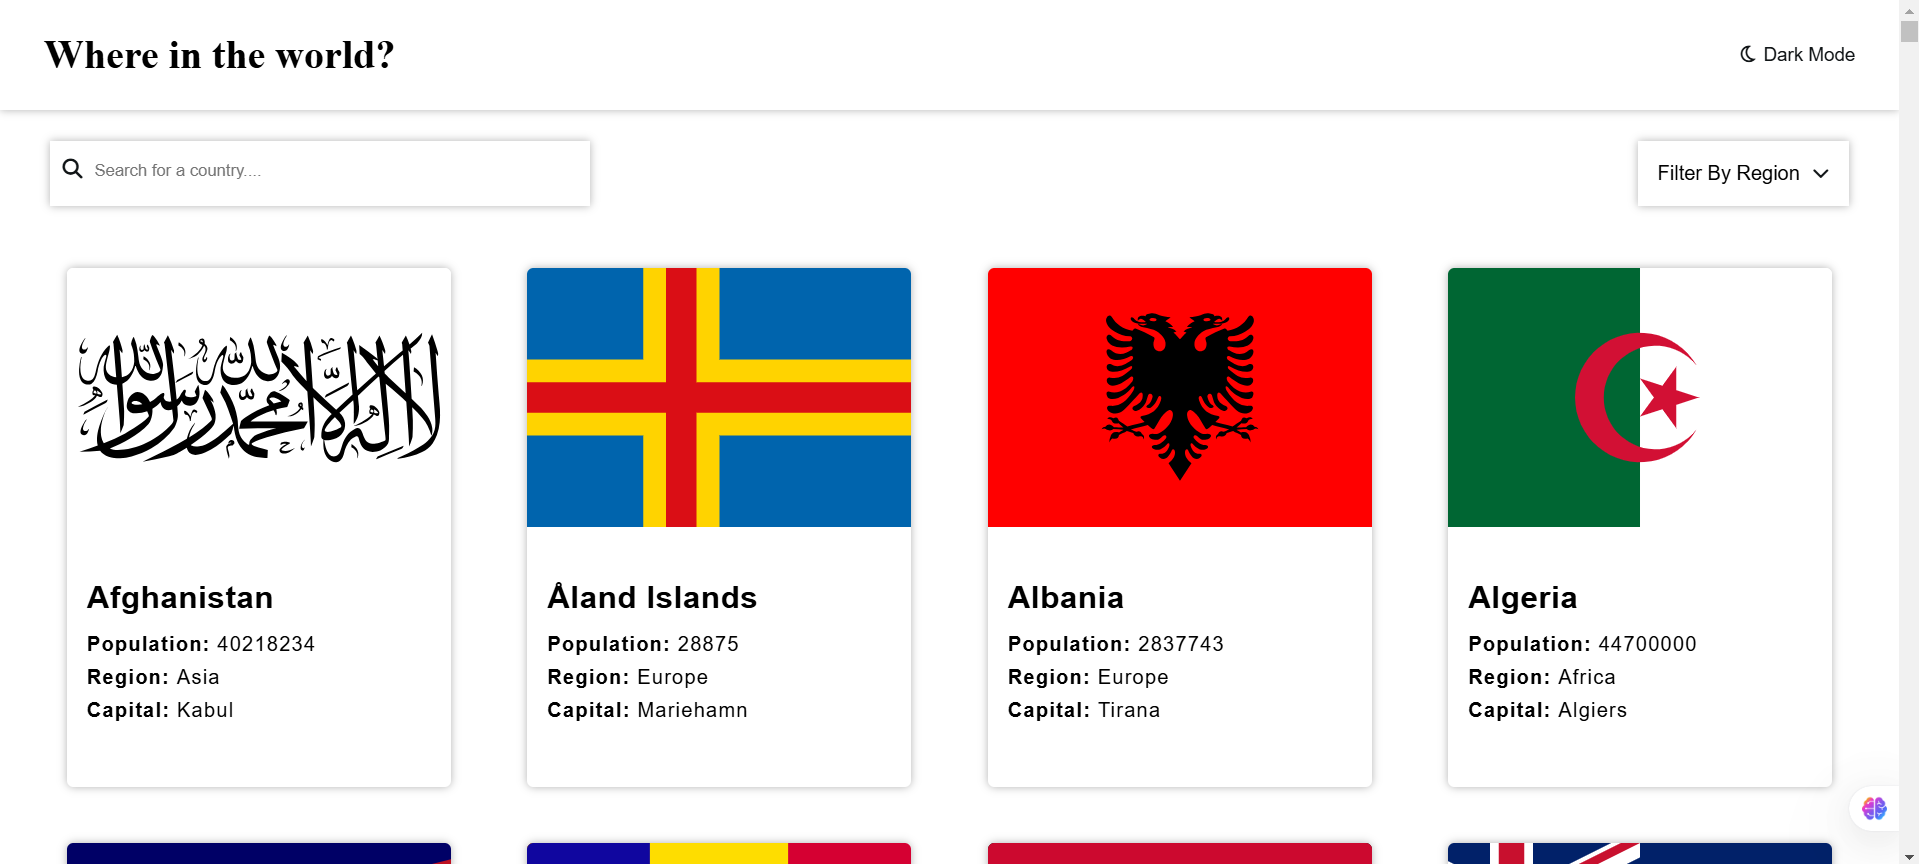 Where in the world?
Dark Mode
Search for a country....
Filter By Region
لا إله إلا الله محمد رسول الله
Afghanistan
Population: 40218234
Region: Asia
Capital: Kabul
Åland Islands
Population: 28875
Region: Europe
Capital: Mariehamn
Albania
Population: 2837743
Region: Europe
Capital: Tirana
Algeria
Population: 44700000
Region: Africa
Capital: Algiers